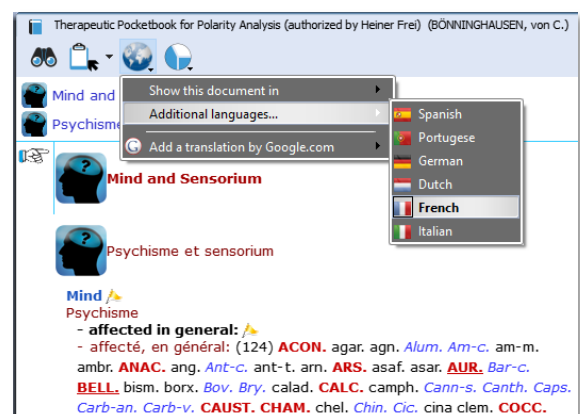 Therapeutic Pocketbook for Polarity Analysis (authorized by Heiner Frei) (BÖNNINGHAUSEN, von C.)
Mind and
Psychisme
Show this document in
Additional languages...
Add a translation by Google.com
Spanish
Portugese
German
Dutch
French
Italian
Mind and Sensorium
Psychisme et sensorium
Mind
Psychisme
- affected in general:
- affecté, en général: (124) ACON. agar. agn. Alum. Am-c. am-m.
ambr. ANAC. ang. Ant-c. ant-t. arn. ARS. asaf. asar. AUR. Bar-c.
BELL. bism. borx. Bov. Bry. calad. CALC. camph. Cann-s. Canth. Caps.
Carb-an. Carb-v. CAUST. CHAM. chel. Chin. Cic. cina clem. COCC.